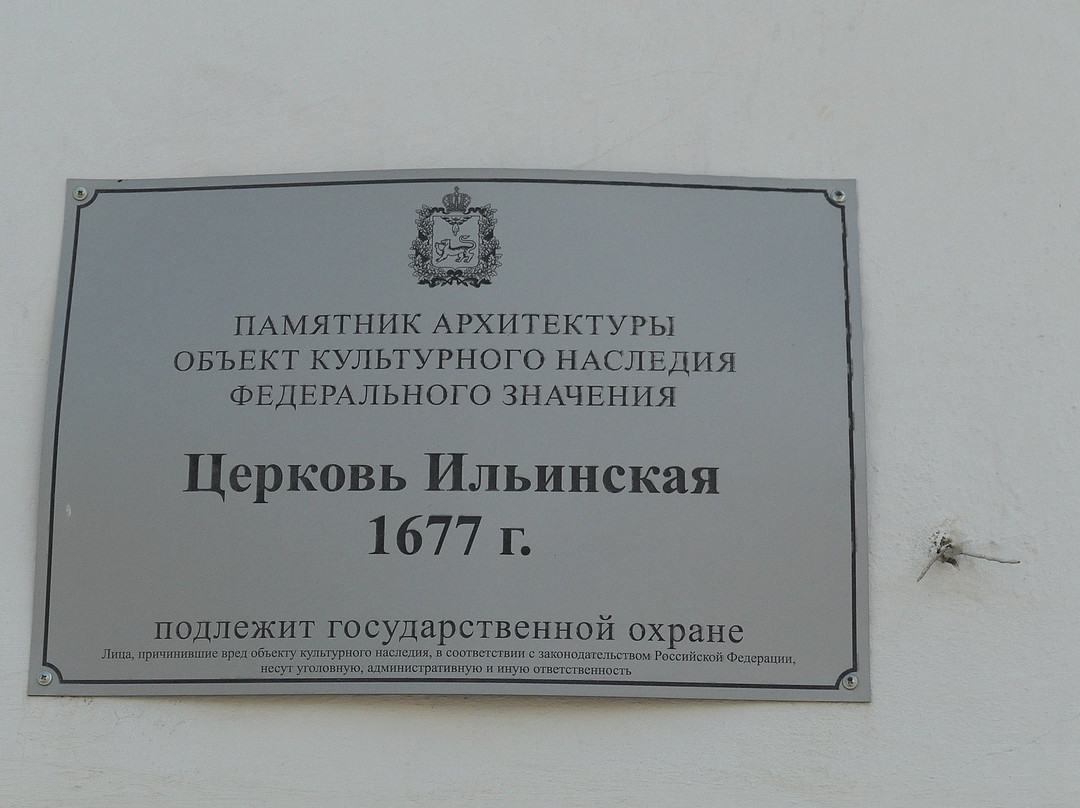 ПАМЯТНИК АРХИТЕКТУРЫ
ОБЪЕКТ КУЛЬТУРНОГО НАСЛЕДИЯ
ФЕДЕРАЛЬНОГО ЗНАЧЕНИЯ
Церковь Ильинская
1677 г.
подлежит государственной охране
Лица, причинившие вред объекту культурного наследия, в соответствии с законодательством Российской Федерации,
несут уголовную, административную и иную ответственность